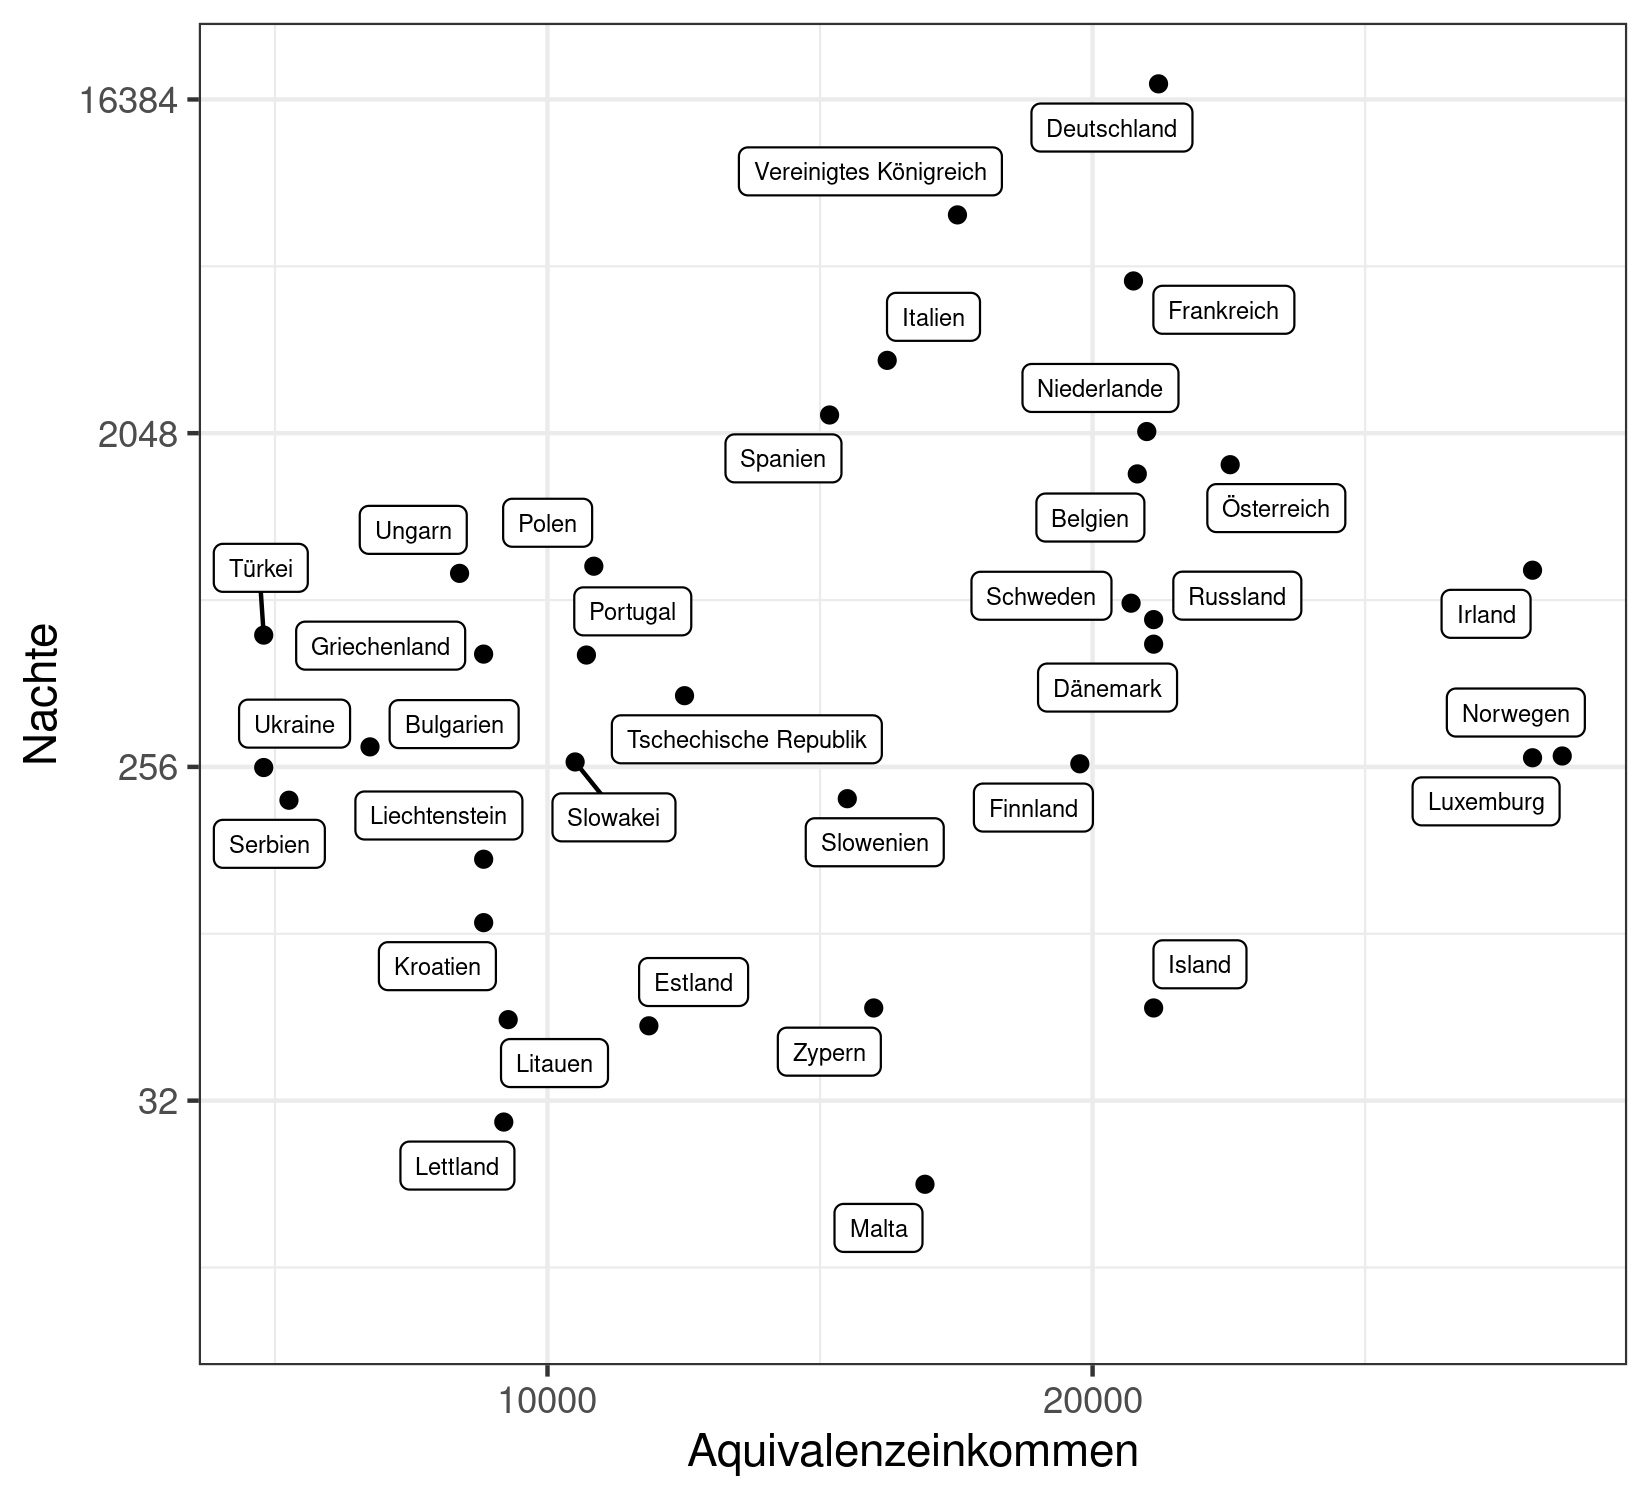 16384
Deutschland
Vereinigtes Königreich
Frankreich
Italien
Niederlande
2048
Spanien
Österreich
Belgien
Polen
Ungarn
Türkei
Schweden
Russland
Portugal
Irland
Griechenland
Dänemark
Nachte
Norwegen
Ukraine
Bulgarien
Tschechische Republik
256
Luxemburg
Finnland
Liechtenstein
Slowakei
Slowenien
Serbien
Island
Kroatien
Estland
Zypern
Litauen
32
Lettland
Malta
10000
20000
Aquivalenzeinkommen